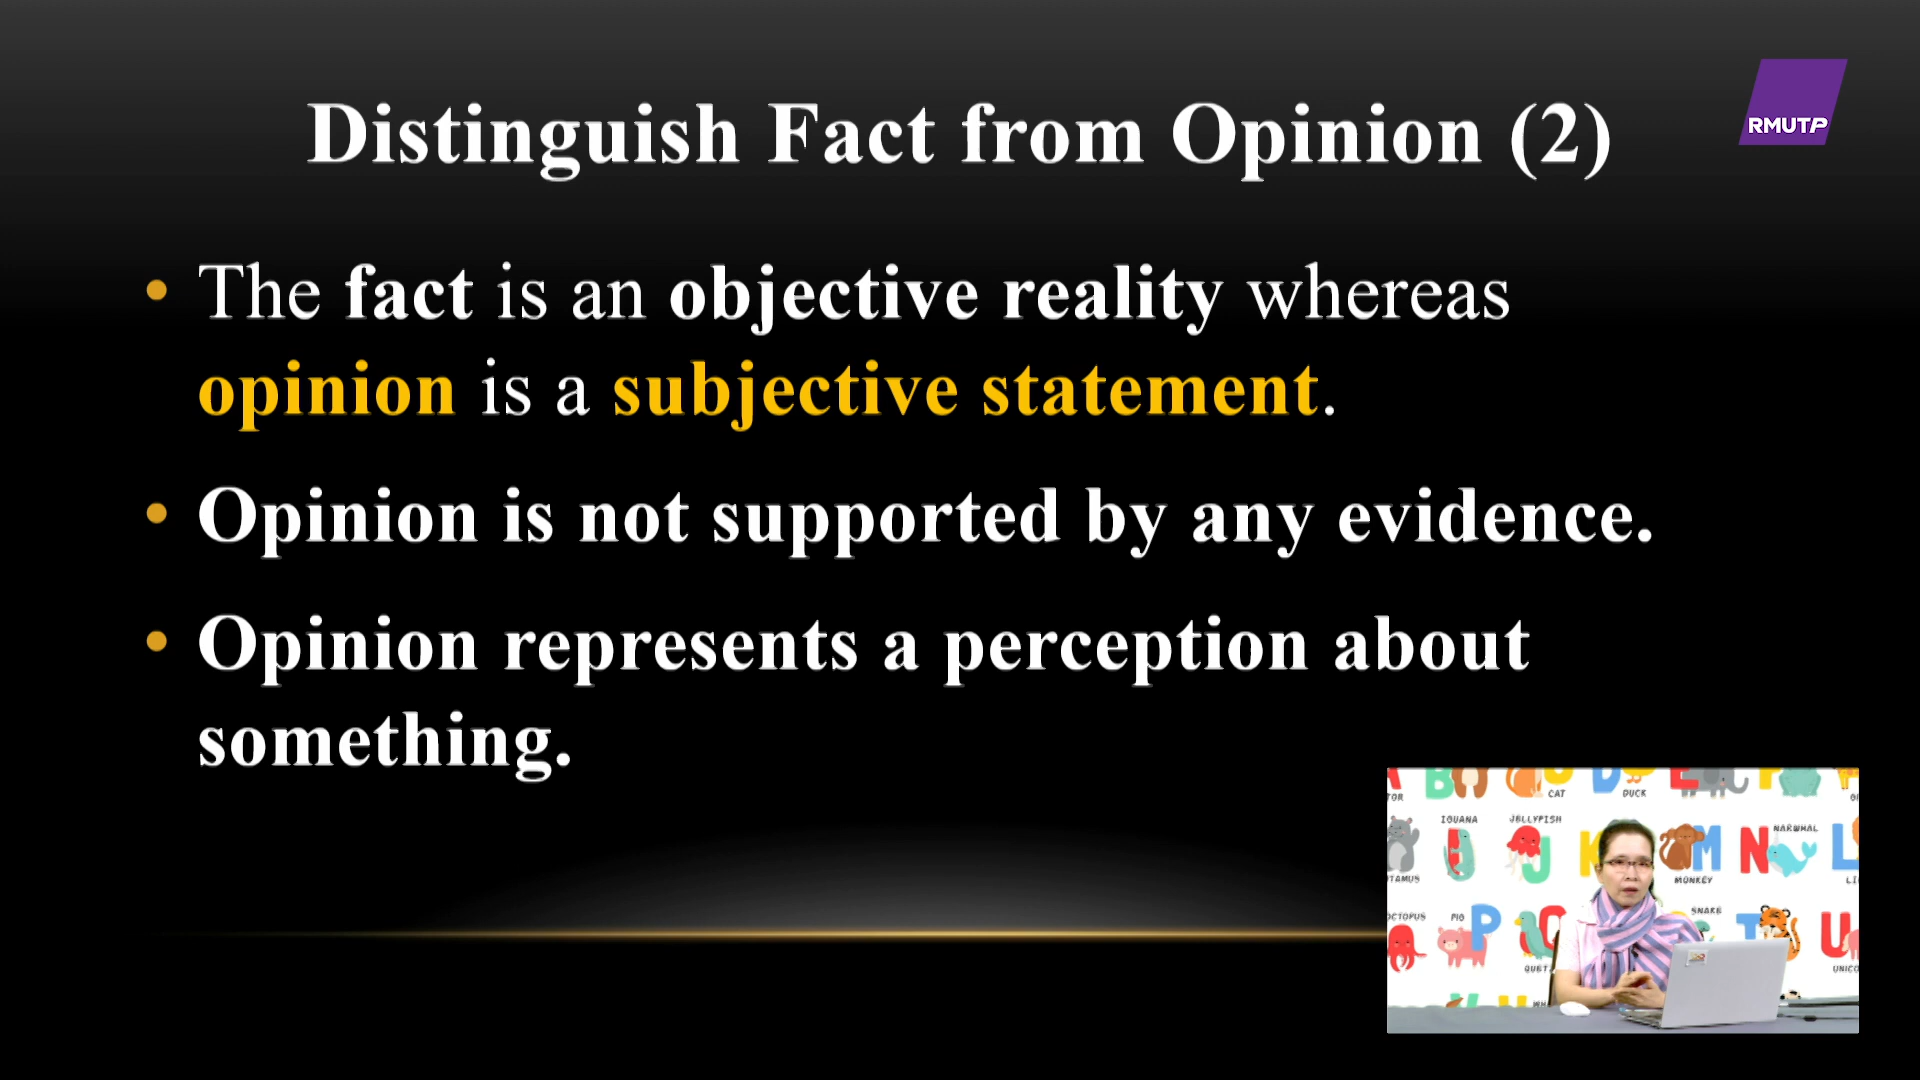 Distinguish Fact from Opinion (2)
RMUTP
• The fact is an objective reality whereas
opinion is a subjective statement.
• Opinion is not supported by any evidence.
• Opinion represents a perception about
something.
B D E
CAT DUCK
IGUANA JELLYFISH NARWHAL
J K M N L
MONKEY
OCTOPUS PIG SNAKE
P Q T U